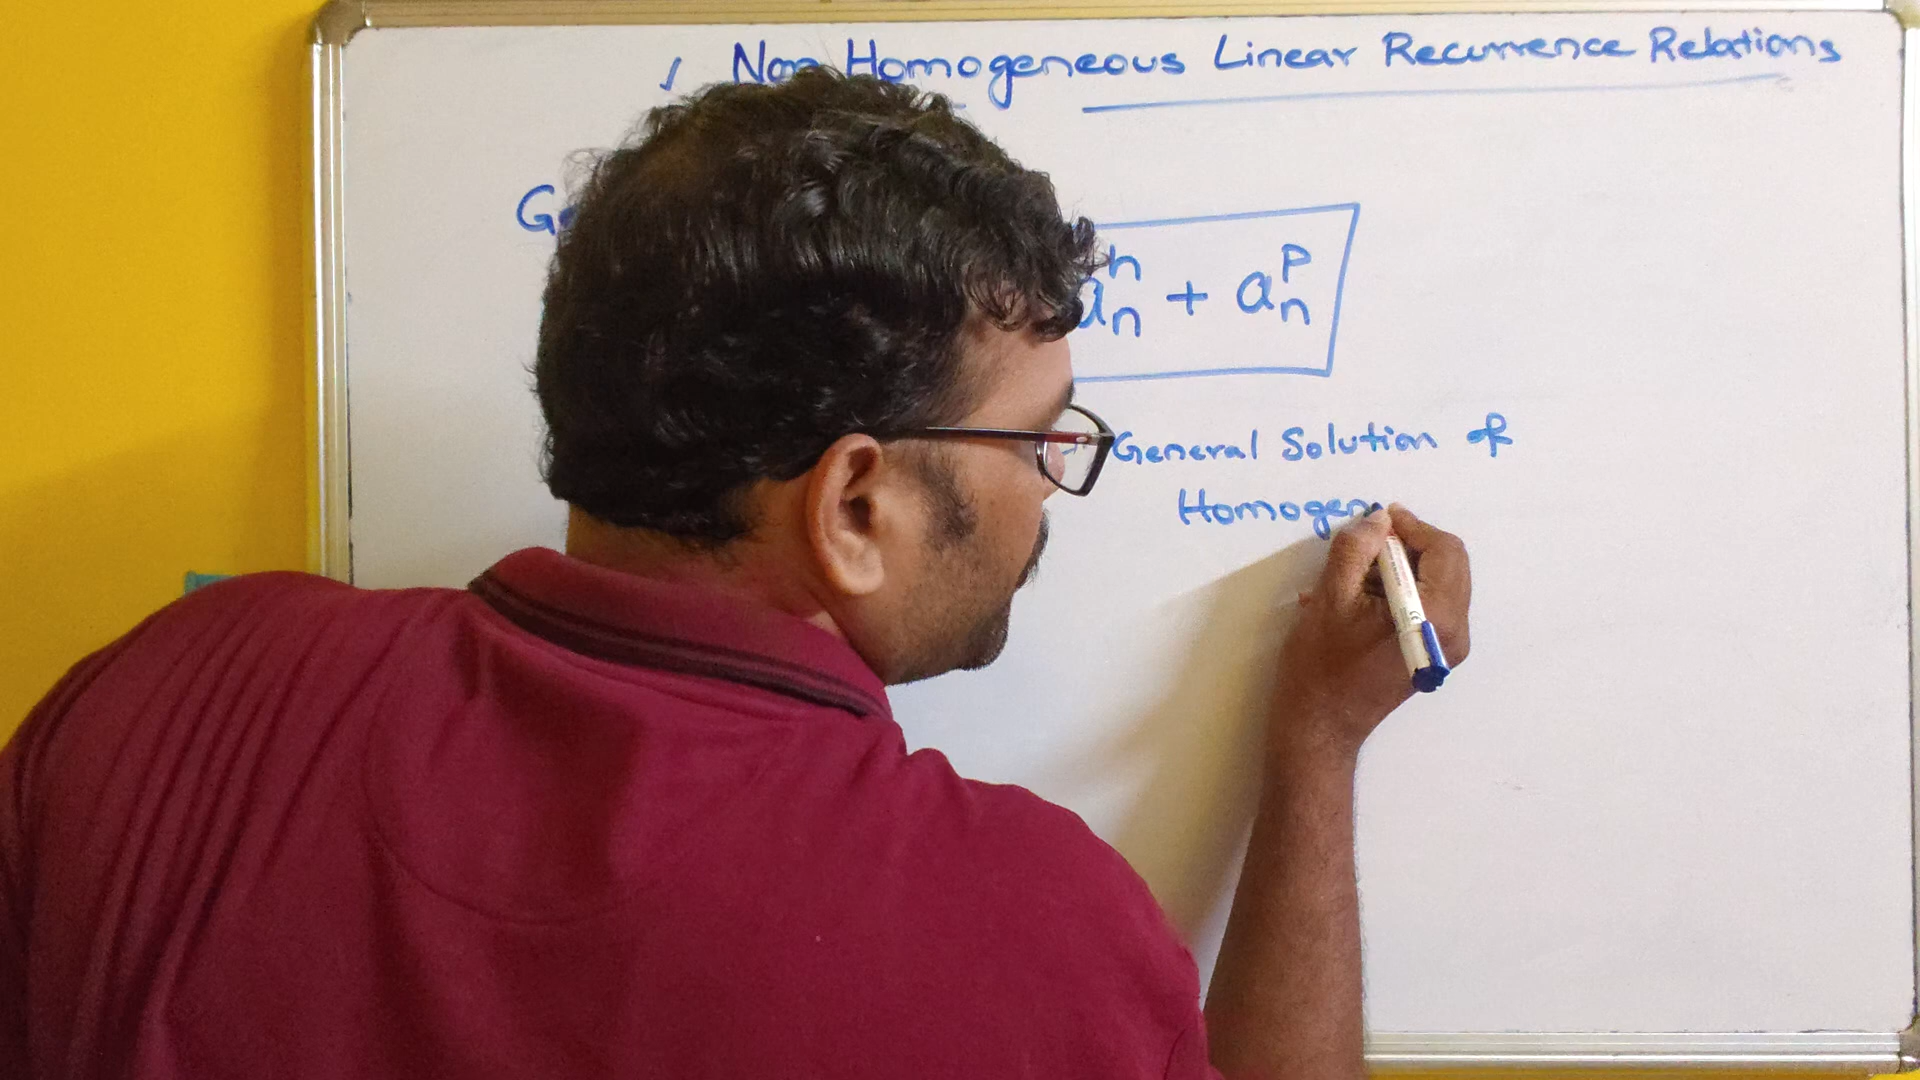 Non Homogeneous Linear Recurrence Relations
a_n^h + a_n^p
General Solution of
Homogen